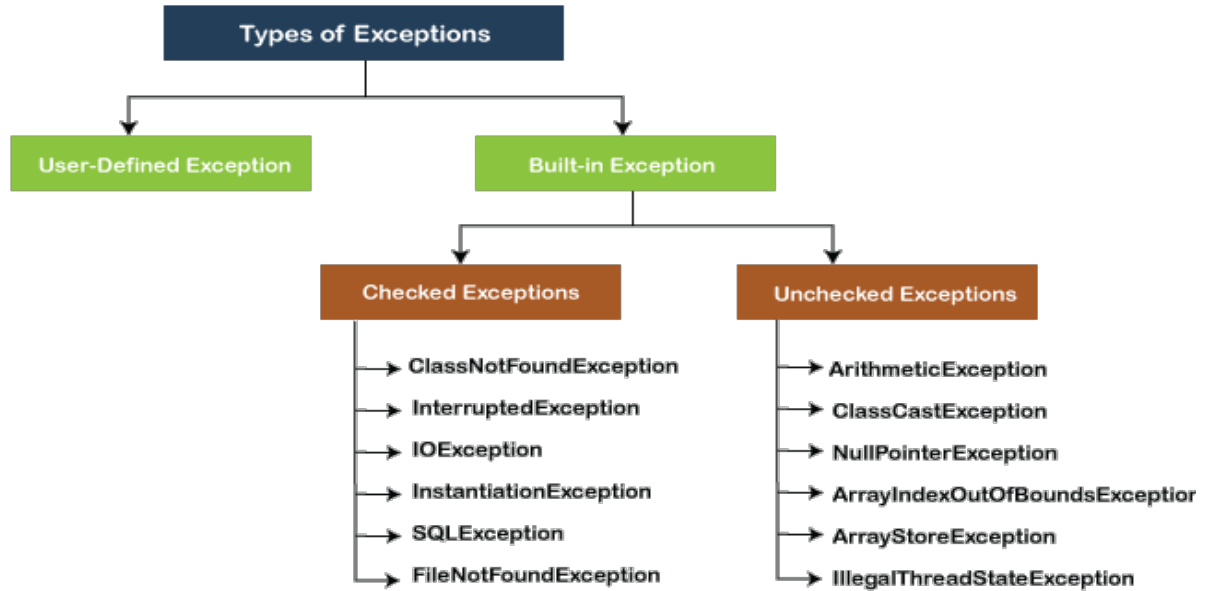 Types of Exceptions
User-Defined Exception
Built-in Exception
Checked Exceptions
ClassNotFoundException
InterruptedException
IOException
InstantiationException
SQLException
FileNotFoundException
Unchecked Exceptions
ArithmeticException
ClassCastException
NullPointerException
ArrayIndexOutOfBoundsException
ArrayStoreException
IllegalThreadStateException